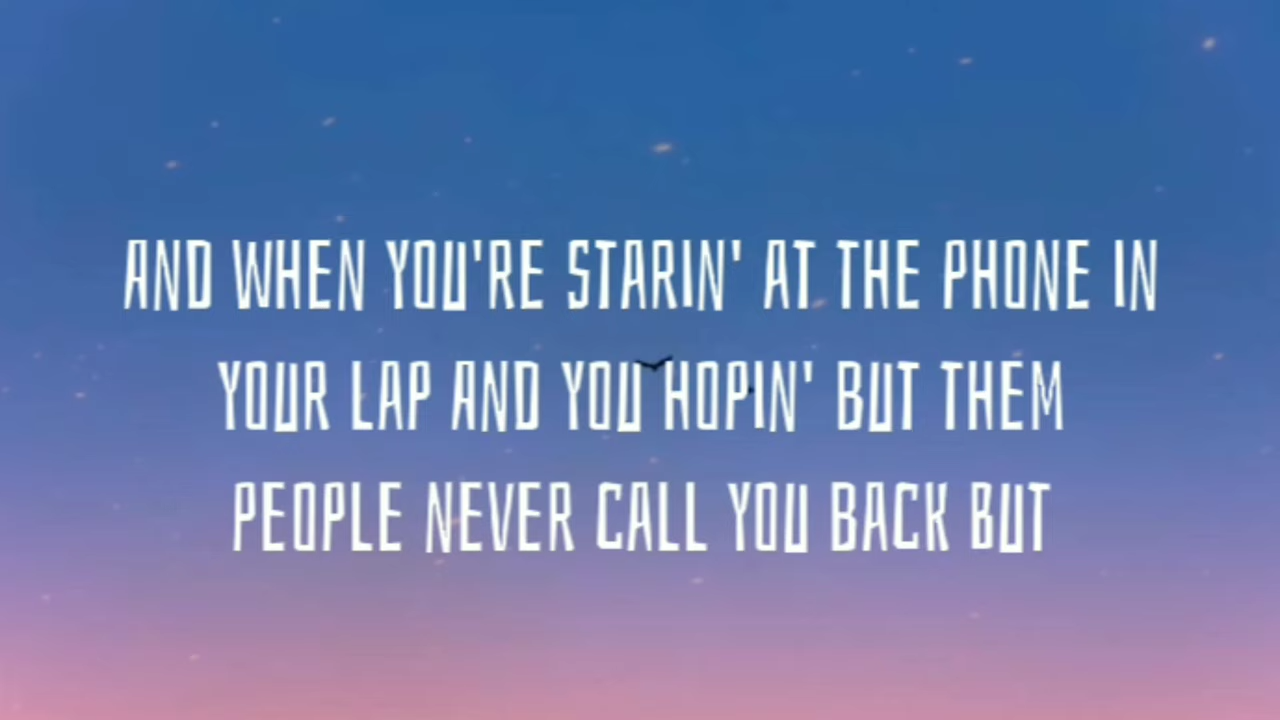 AND WHEN YOU'RE STARIN' AT THE PHONE IN
YOUR LAP AND YOU HOPIN' BUT THEM
PEOPLE NEVER CALL YOU BACK BUT